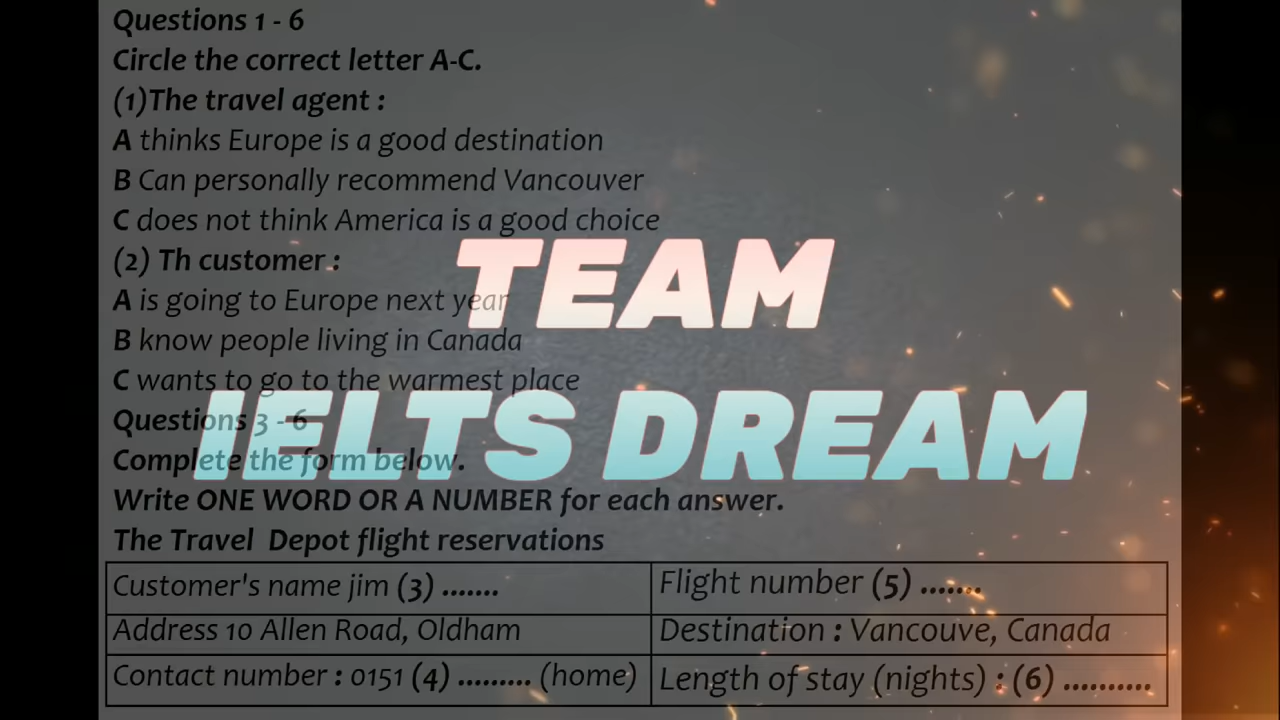 Questions 1 - 6
Circle the correct letter A-C.
(1)The travel agent :
A thinks Europe is a good destination
B Can personally recommend Vancouver
C does not think America is a good choice
(2) Th customer :
A is going to Europe next year
B know people living in Canada
C wants to go to the warmest place
TEAM
IELTS DREAM
Questions 3 - 6
Complete the form below.
Write ONE WORD OR A NUMBER for each answer.
The Travel Depot flight reservations
Customer's name jim (3) .......
Flight number (5) .......
Address 10 Allen Road, Oldham
Destination : Vancouve, Canada
Contact number : 0151 (4) ......... (home)
Length of stay (nights) : (6) ..........